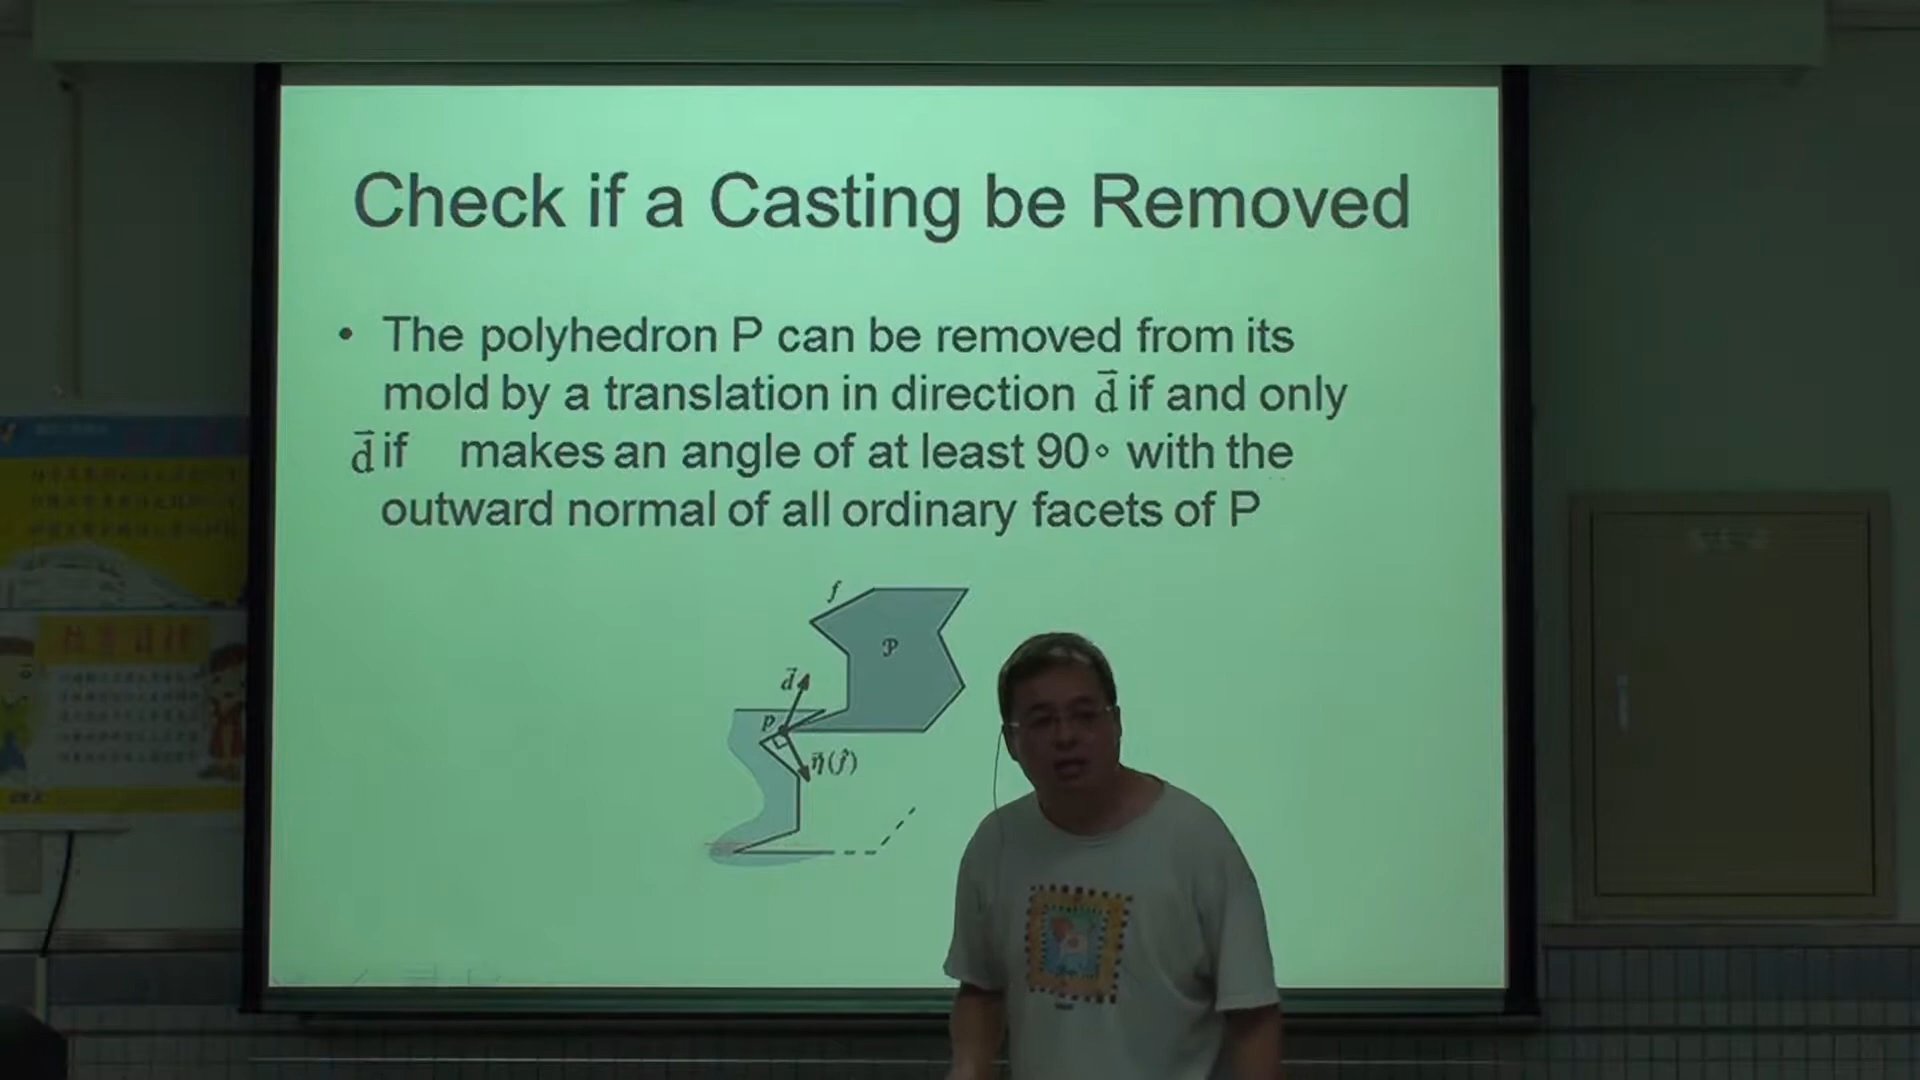 Check if a Casting be Removed
• The polyhedron P can be removed from its
mold by a translation in direction d⃗ if and only
d⃗ if makes an angle of at least 90° with the
outward normal of all ordinary facets of P
f
𝒫
d⃗
p
η⃗(f̂)